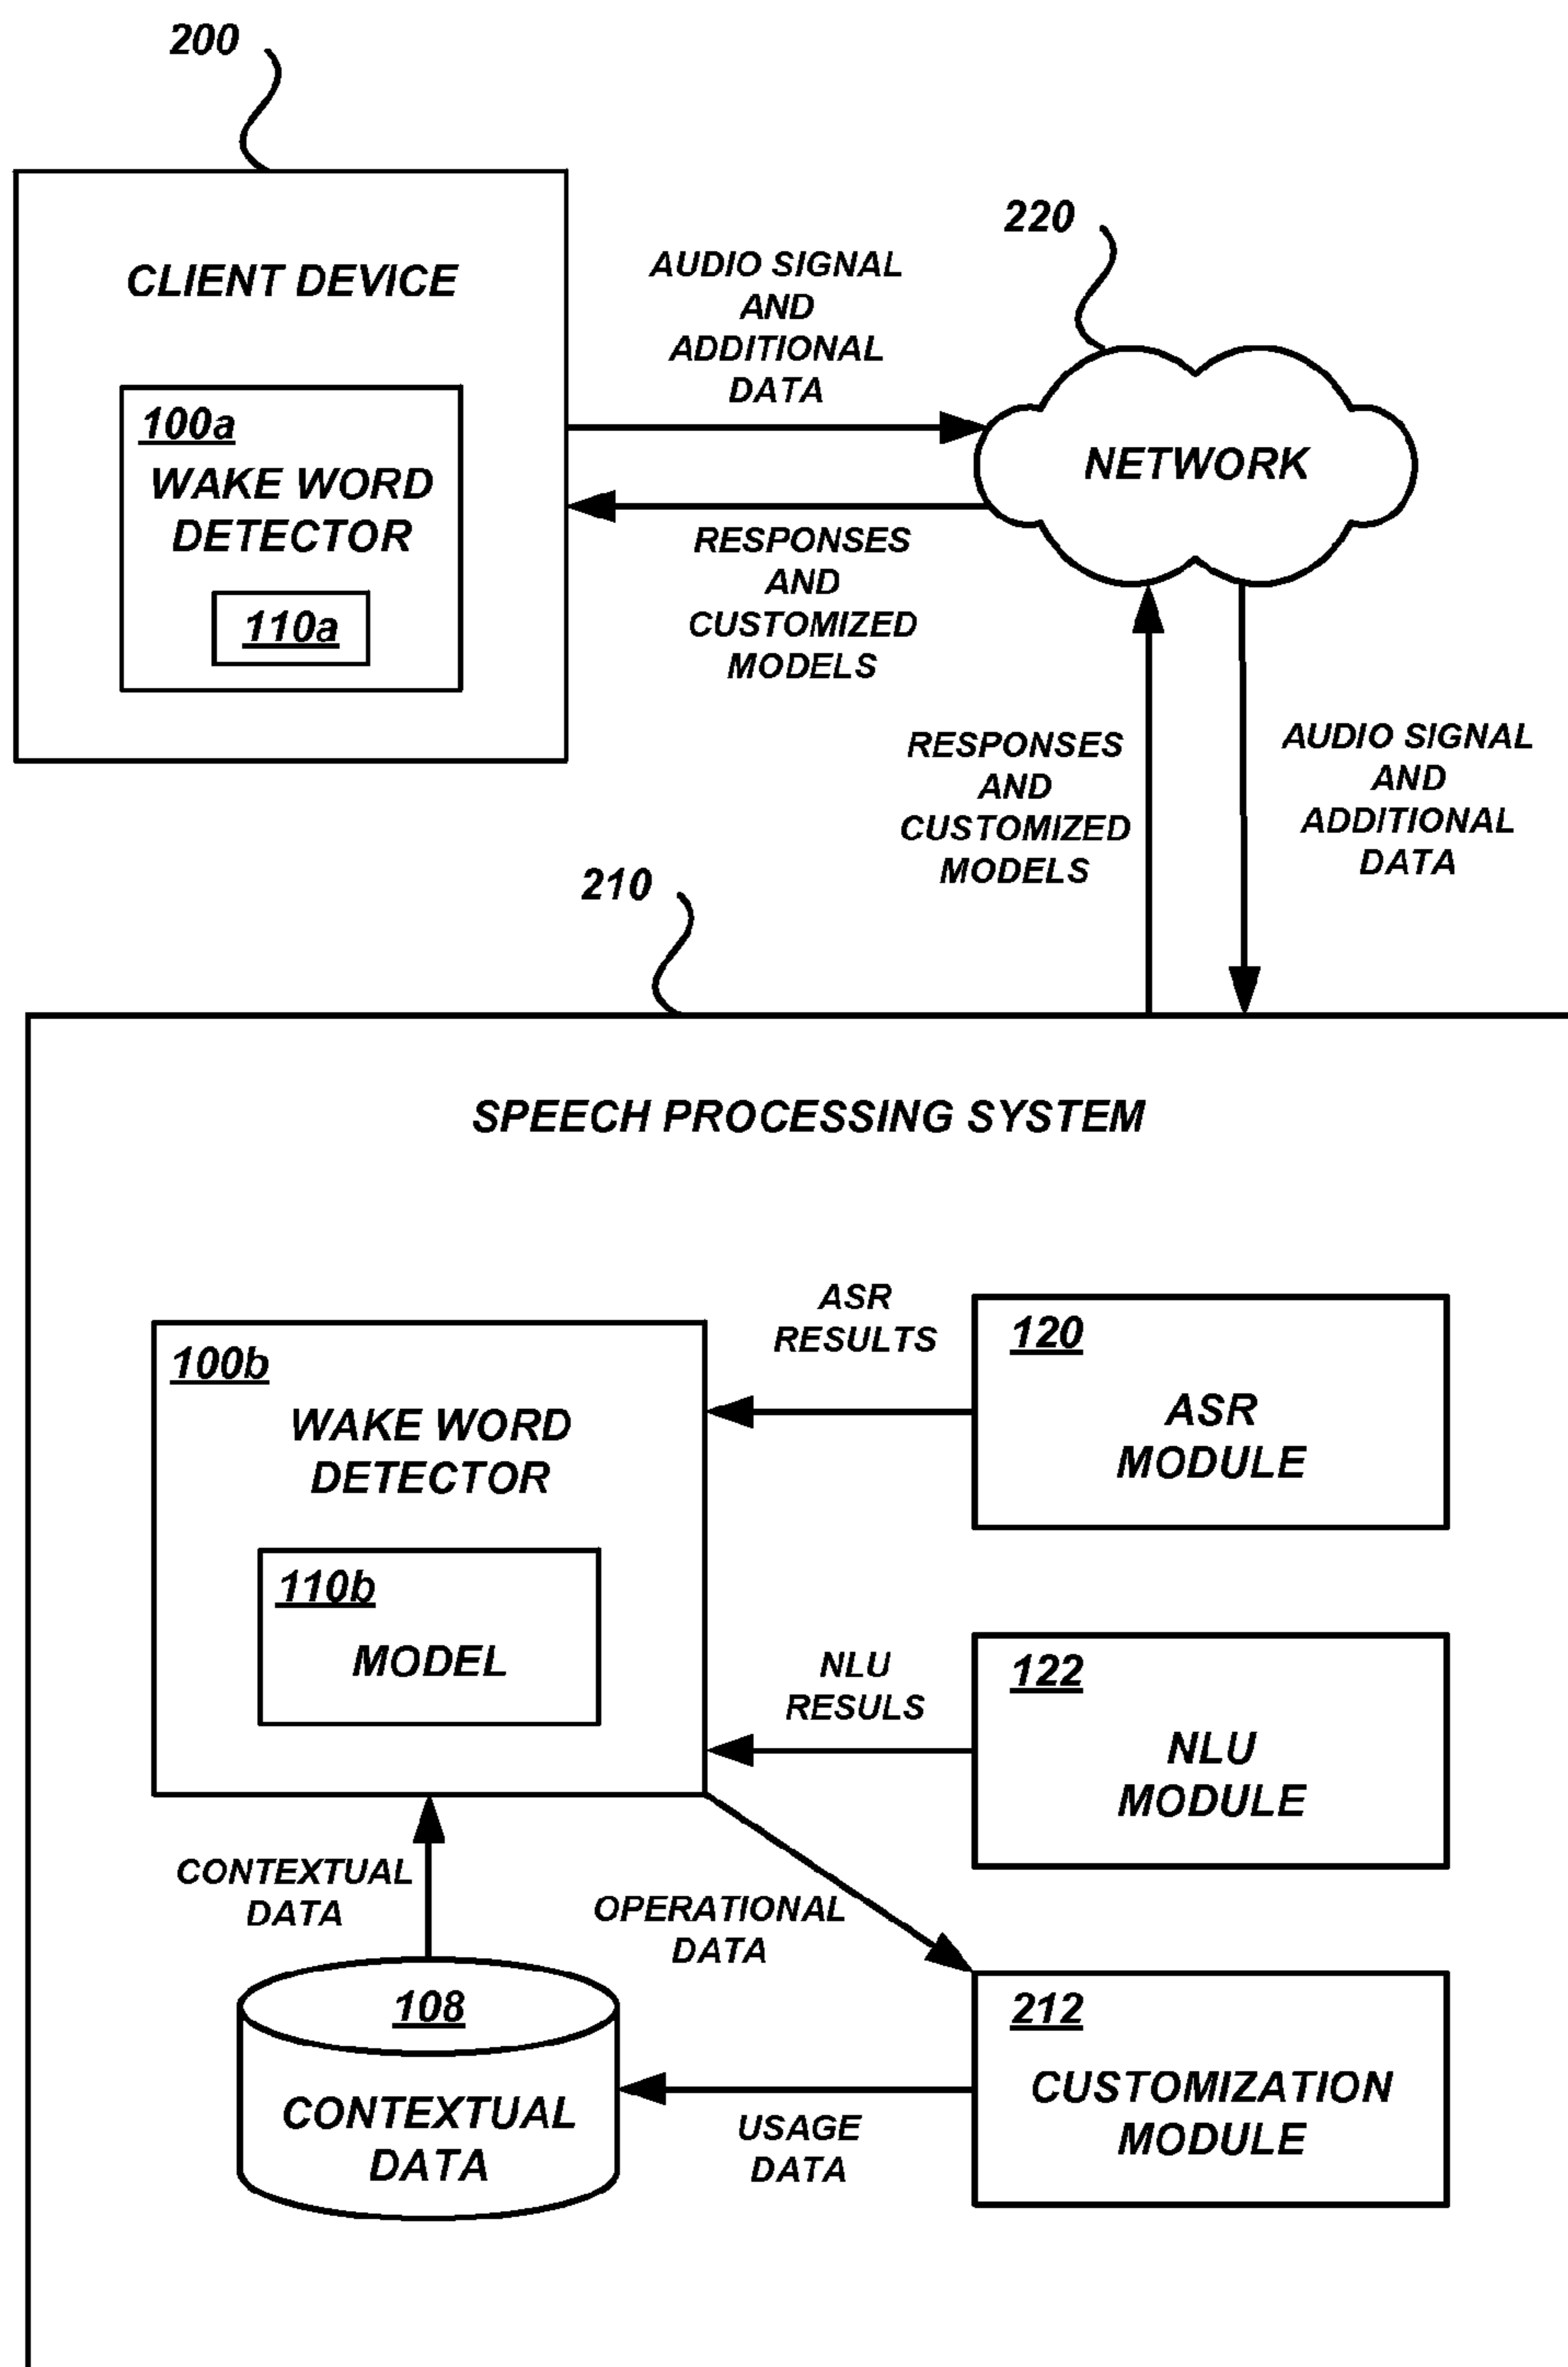 200
CLIENT DEVICE
100a
WAKE WORD
DETECTOR
110a
AUDIO SIGNAL
AND
ADDITIONAL
DATA
RESPONSES
AND
CUSTOMIZED
MODELS
220
NETWORK
RESPONSES
AND
CUSTOMIZED
MODELS
AUDIO SIGNAL
AND
ADDITIONAL
DATA
210
SPEECH PROCESSING SYSTEM
100b
WAKE WORD
DETECTOR
110b
MODEL
ASR
RESULTS
120
ASR
MODULE
NLU
RESULS
122
NLU
MODULE
CONTEXTUAL
DATA
OPERATIONAL
DATA
108
CONTEXTUAL
DATA
USAGE
DATA
212
CUSTOMIZATION
MODULE